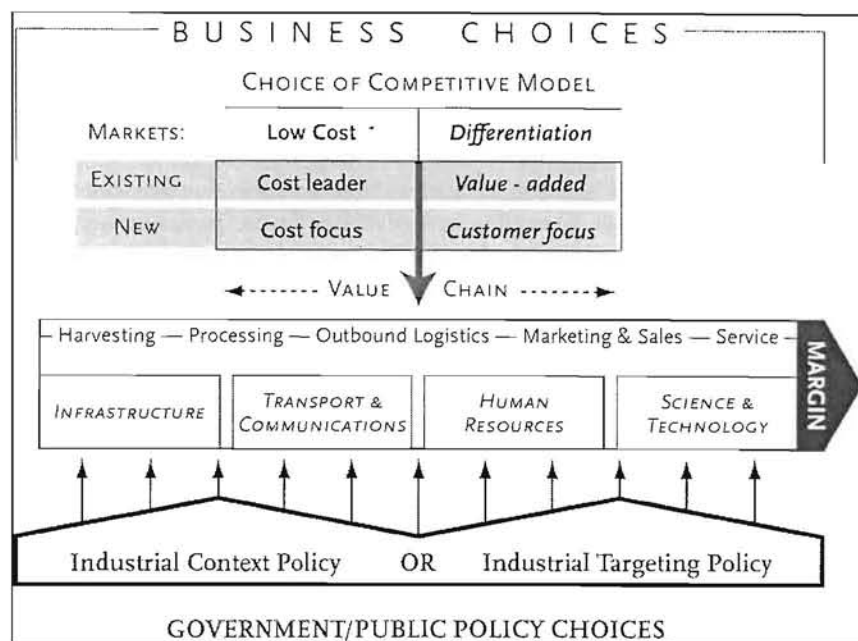 BUSINESS CHOICES
CHOICE OF COMPETITIVE MODEL
MARKETS: Low Cost Differentiation
EXISTING Cost leader Value - added
NEW Cost focus Customer focus
VALUE CHAIN
Harvesting — Processing — Outbound Logistics — Marketing & Sales — Service
MARGIN
INFRASTRUCTURE
TRANSPORT & COMMUNICATIONS
HUMAN RESOURCES
SCIENCE & TECHNOLOGY
Industrial Context Policy OR Industrial Targeting Policy
GOVERNMENT/PUBLIC POLICY CHOICES